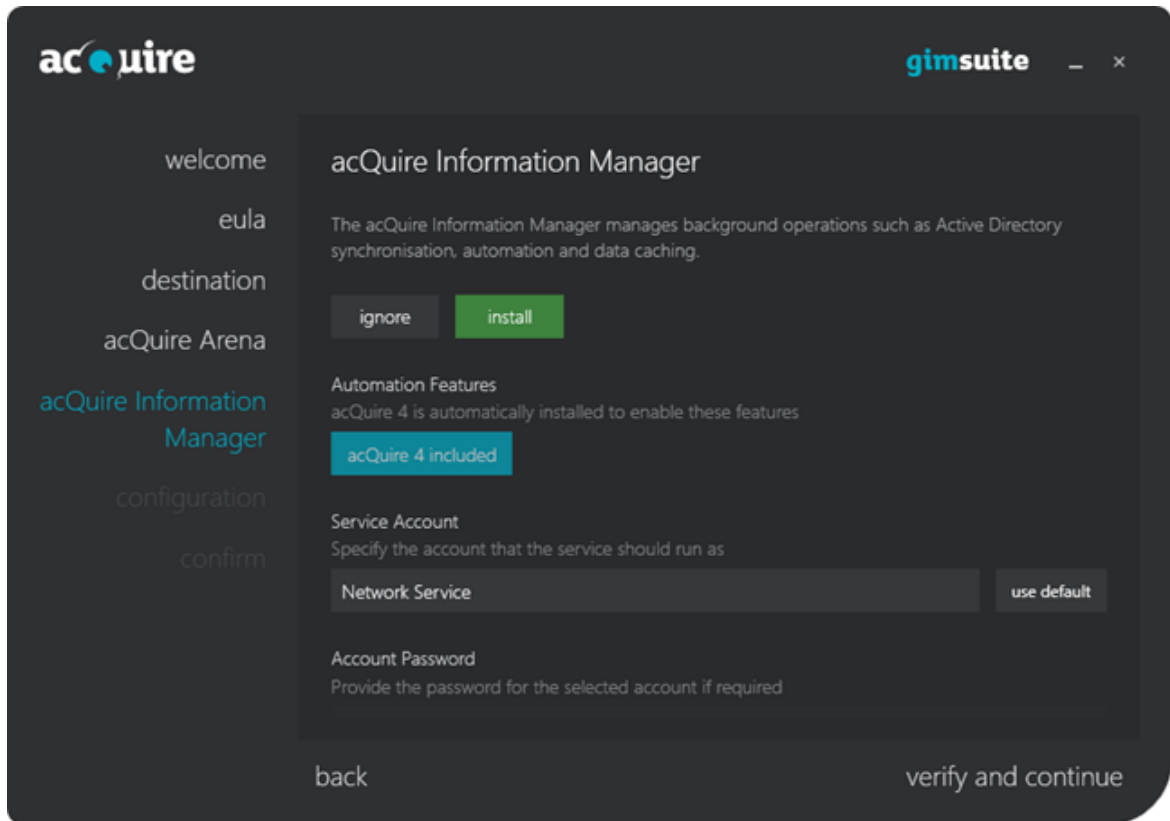 acQuire
gimsuite
welcome
eula
destination
acQuire Arena
acQuire Information
Manager
configuration
confirm
acQuire Information Manager
The acQuire Information Manager manages background operations such as Active Directory
synchronisation, automation and data caching.
ignore
install
Automation Features
acQuire 4 is automatically installed to enable these features
acQuire 4 included
Service Account
Specify the account that the service should run as
Network Service
use default
Account Password
Provide the password for the selected account if required
back
verify and continue